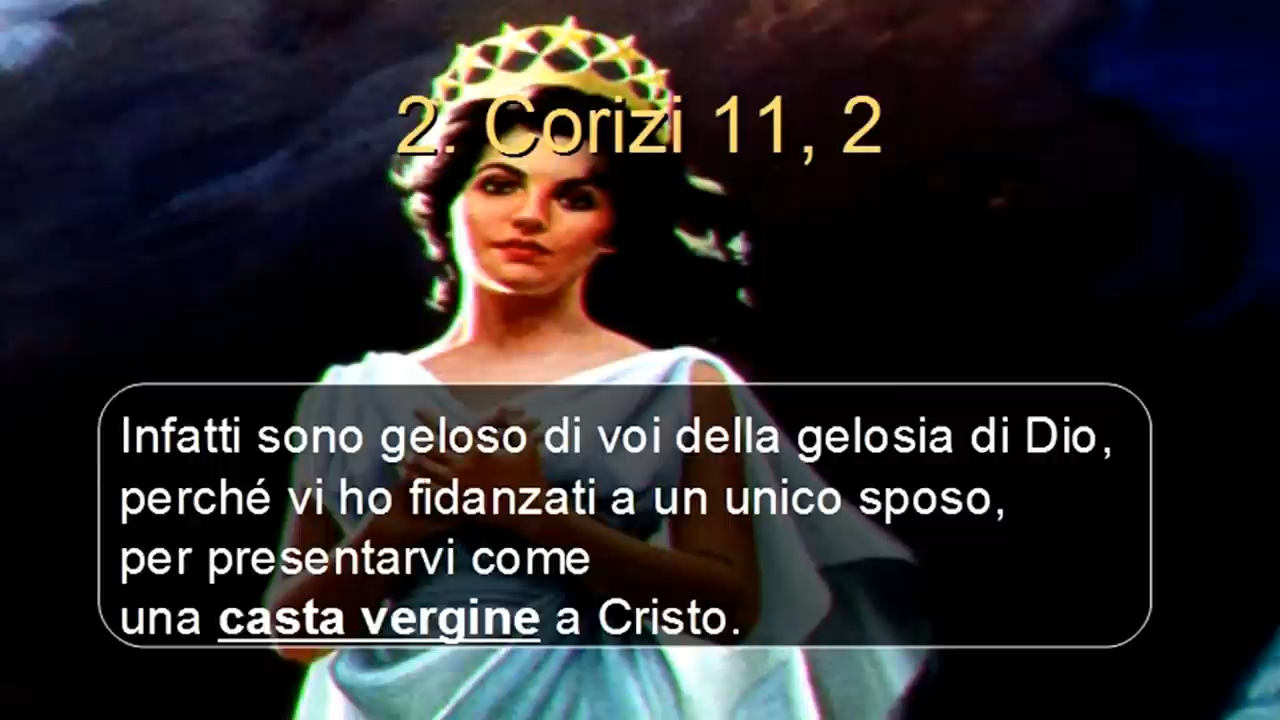 2. Corizi 11, 2
Infatti sono geloso di voi della gelosia di Dio,
perché vi ho fidanzati a un unico sposo,
per presentarvi come
una casta vergine a Cristo.